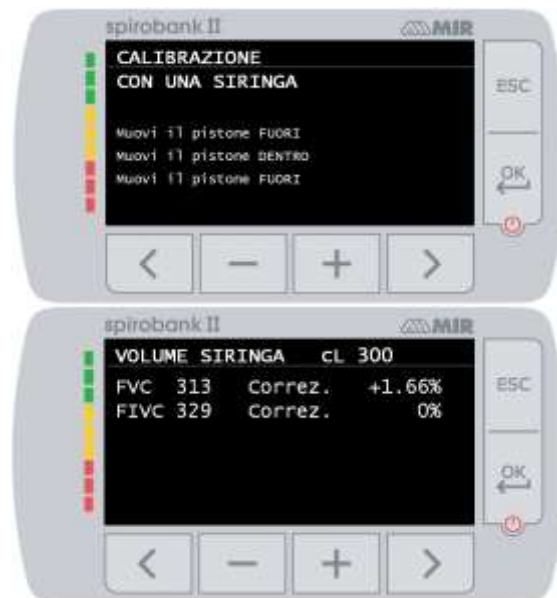 spirobank II MIR
CALIBRAZIONE
CON UNA SIRINGA
ESC
Muovi il pistone FUORI
Muovi il pistone DENTRO
Muovi il pistone FUORI
OK
< − + >
spirobank II MIR
VOLUME SIRINGA cL 300
FVC 313 Correz. +1.66%
ESC
FIVC 329 Correz. 0%
OK
< − + >